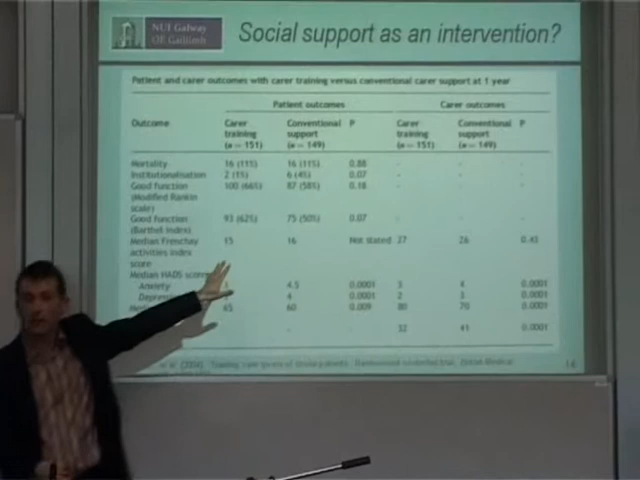 NUI Galway
OÉ Gaillimh
Social support as an intervention?
Patient and carer outcomes with carer training versus conventional carer support at 1 year
Patient outcomes Carer outcomes
Outcome Carer Conventional P Carer Conventional P
training support training support
(n = 151) (n = 149) (n = 151) (n = 149)
Mortality 16 (11%) 16 (11%) 0.88 - - -
Institutionalisation 2 (1%) 6 (4%) 0.07 - - -
Good function 100 (66%) 87 (58%) 0.18 - - -
(Modified Rankin
scale)
Good function 93 (62%) 75 (50%) 0.07 - - -
(Barthel Index)
Median Frenchay 15 16 Not stated 27 26 0.43
activities index
score
Median HADS score
Anxiety 4.5 0.0001 3 4 0.0001
4 0.0001 2 3 0.0001
65 60 0.009 80 70 0.0001
- 32 41 0.0001
(2004)
14